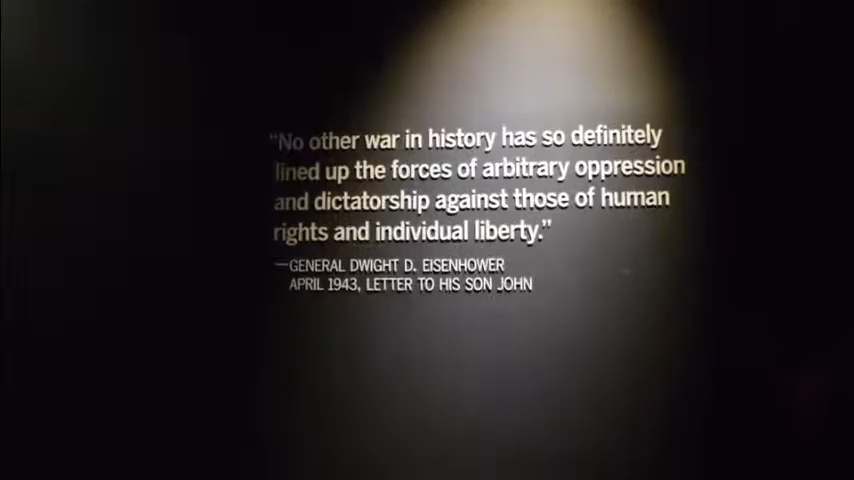 "No other war in history has so definitely
lined up the forces of arbitrary oppression
and dictatorship against those of human
rights and individual liberty."
—GENERAL DWIGHT D. EISENHOWER
APRIL 1943, LETTER TO HIS SON JOHN